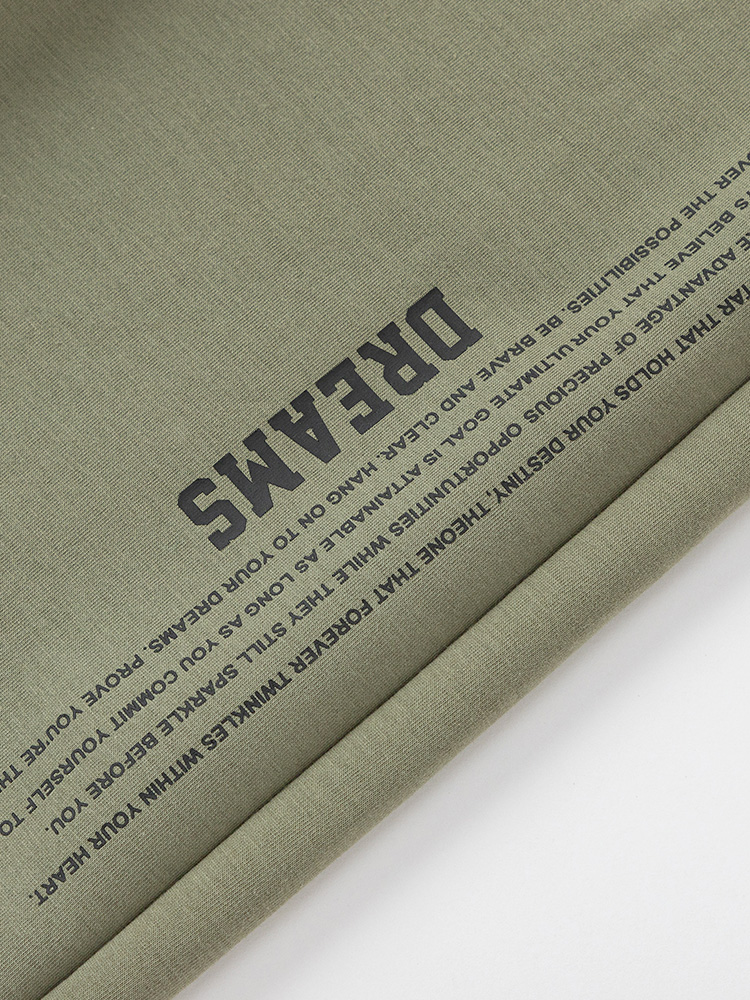 TAR THAT HOLDS YOUR DESTINY, THEONE THAT FOREVER TWINKLES WITHIN YOUR HEART.
ADVANTAGE OF PRECIOUS OPPORTUNITIES WHILE THEY STILL SPARKLE BEFORE YOU.
BELIEVE THAT YOUR.ULTIMATE GOAL IS ATTAINABLE AS LONG AS YOU COMMIT YOURSELF TO
VER THE POSSIBILITIES. BE BRAVE AND CLEAR. HANG ON TO YOUR DREAMS. PROVE YOU'RE THE
DREAMS